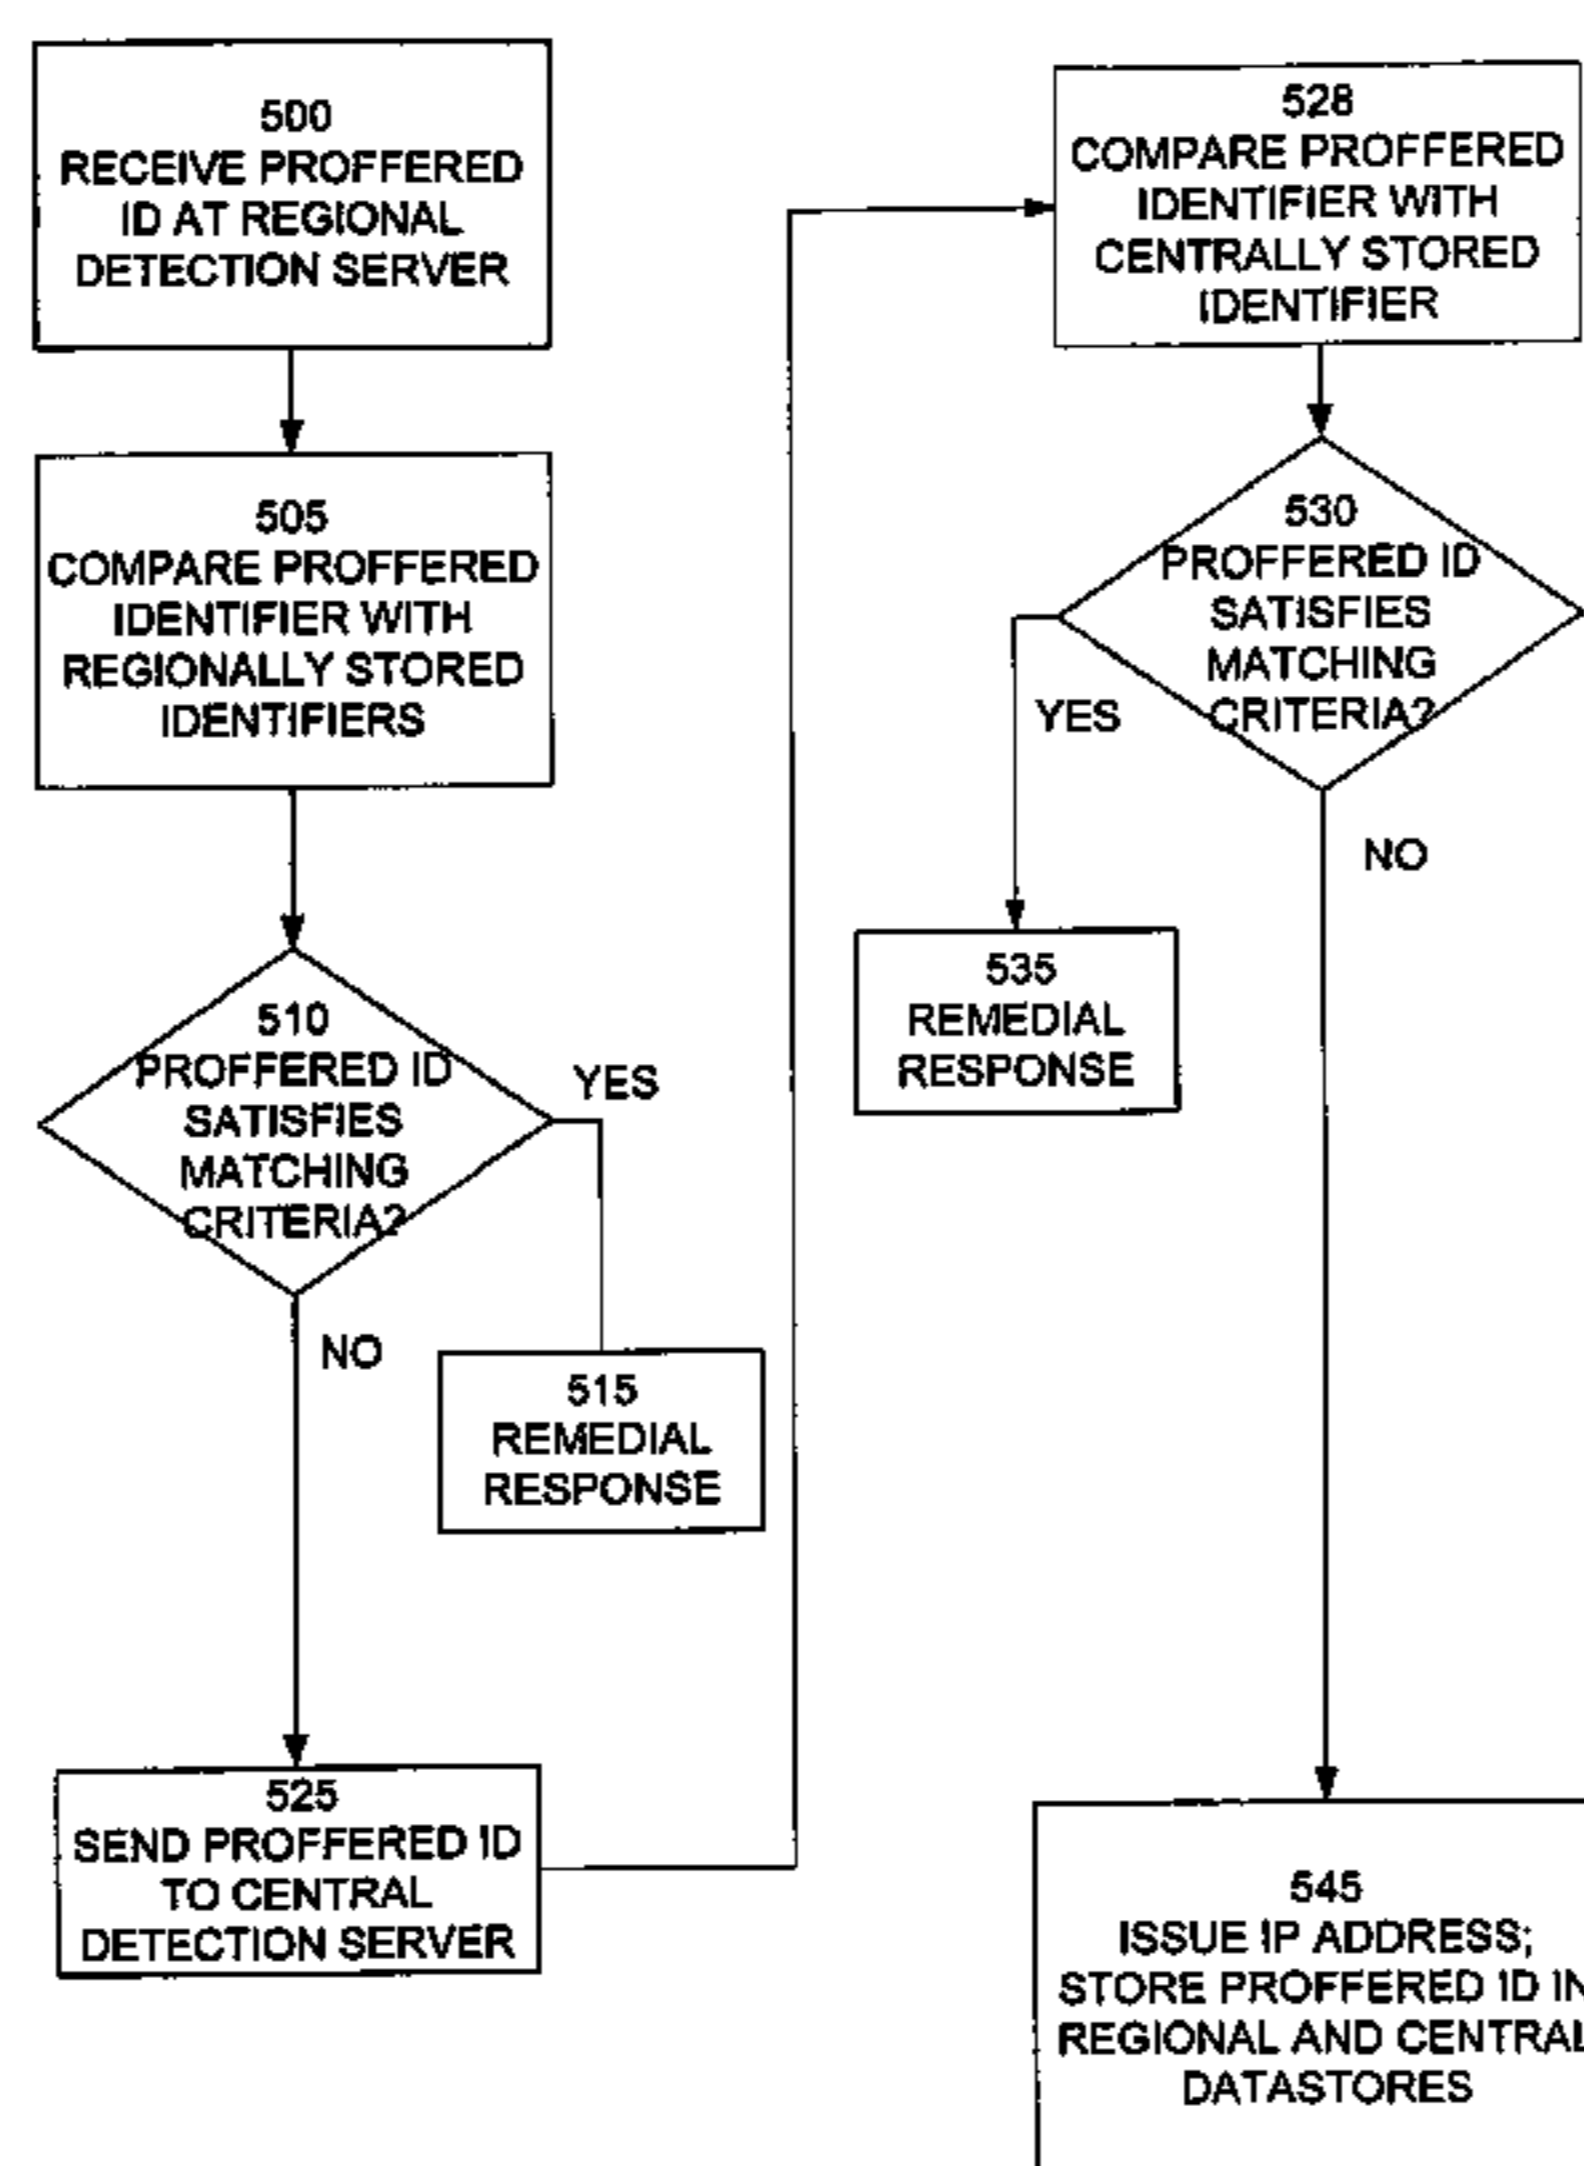 500
RECEIVE PROFFERED
ID AT REGIONAL
DETECTION SERVER
505
COMPARE PROFFERED
IDENTIFIER WITH
REGIONALLY STORED
IDENTIFIERS
510
PROFFERED ID
SATISFIES
MATCHING
CRITERIA?
YES
NO
515
REMEDIAL
RESPONSE
525
SEND PROFFERED ID
TO CENTRAL
DETECTION SERVER
528
COMPARE PROFFERED
IDENTIFIER WITH
CENTRALLY STORED
IDENTIFIER
530
PROFFERED ID
SATISFIES
MATCHING
CRITERIA?
YES
NO
535
REMEDIAL
RESPONSE
545
ISSUE IP ADDRESS;
STORE PROFFERED ID IN
REGIONAL AND CENTRAL
DATASTORES